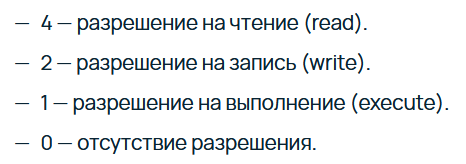 — 4 — разрешение на чтение (read).
— 2 — разрешение на запись (write).
— 1 — разрешение на выполнение (execute).
— 0 — отсутствие разрешения.